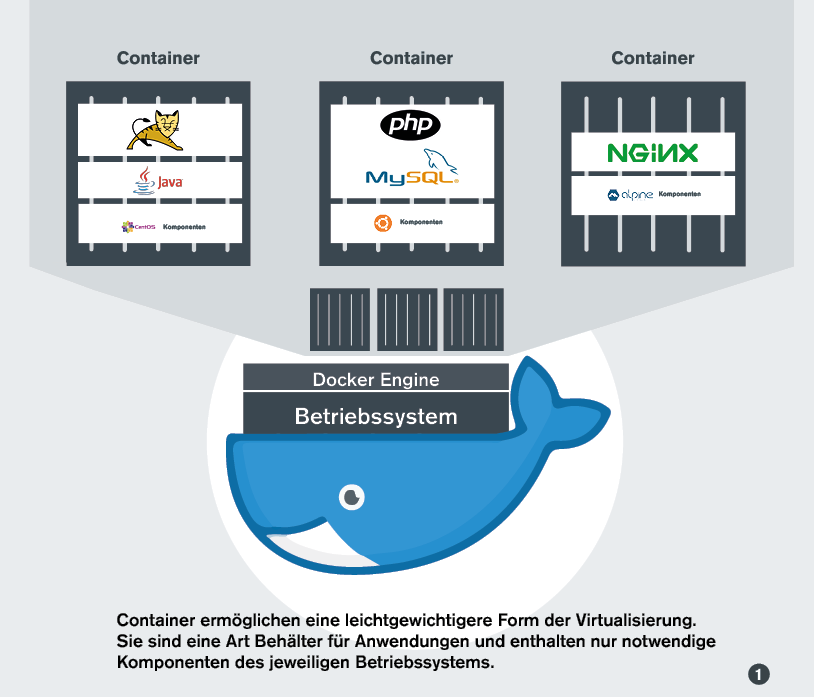 Container
Container
Container
php
NGINX
Java
MySQL
CentOS Komponenten
Komponenten
alpine Komponenten
Docker Engine
Betriebssystem
Container ermöglichen eine leichtgewichtigere Form der Virtualisierung.
Sie sind eine Art Behälter für Anwendungen und enthalten nur notwendige
Komponenten des jeweiligen Betriebssystems.
1